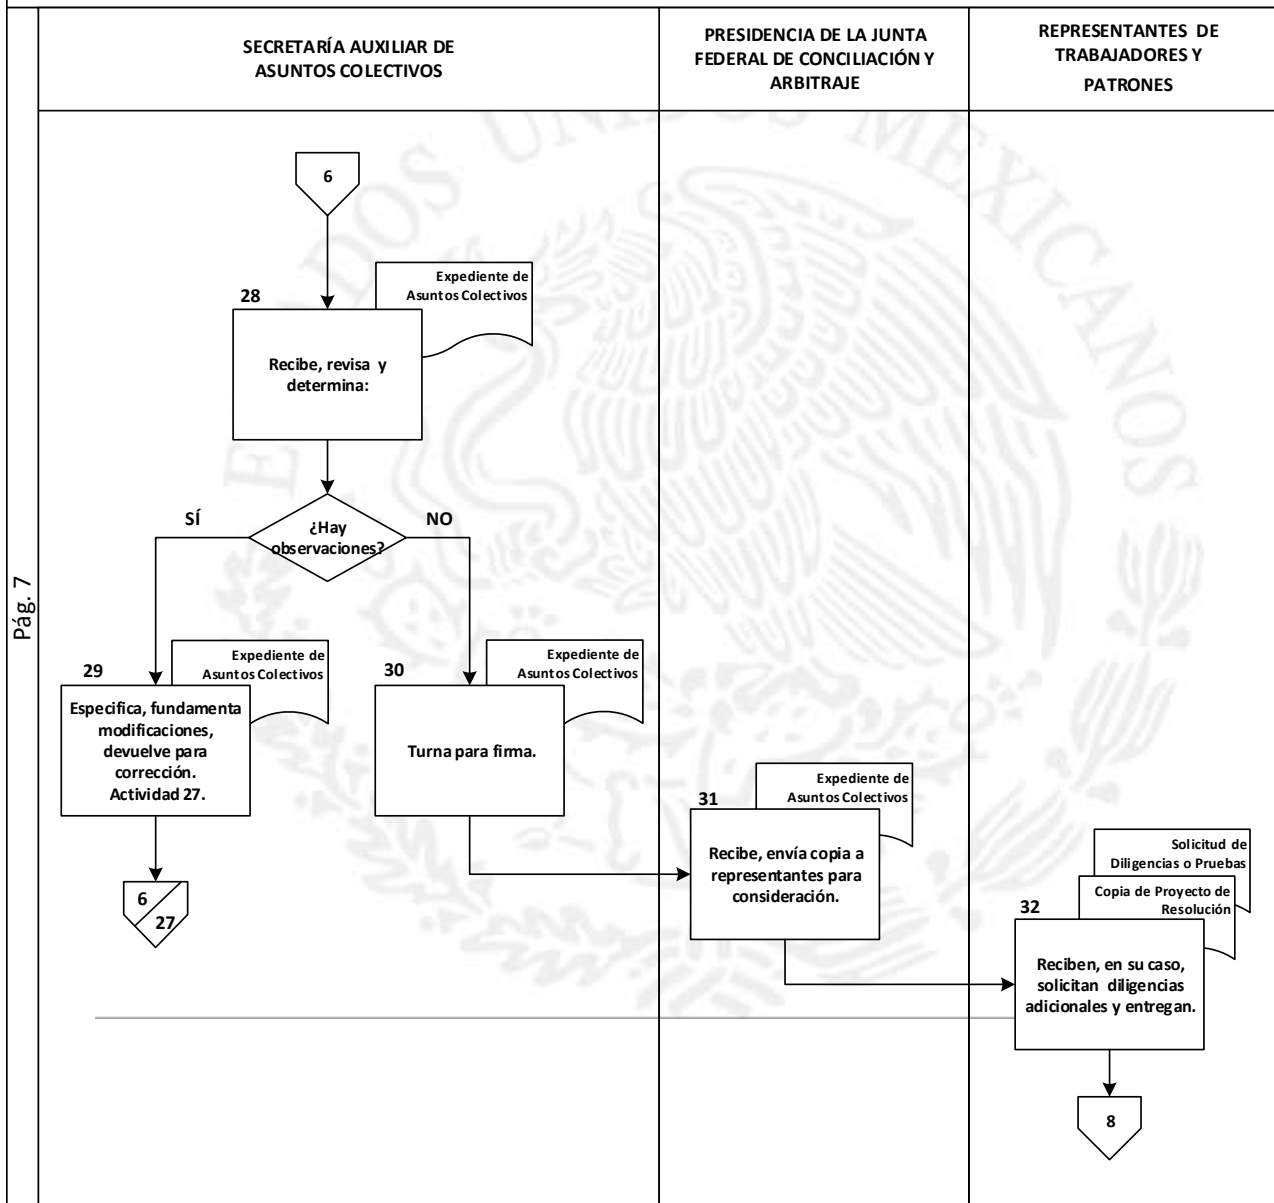 SECRETARÍA AUXILIAR DE
ASUNTOS COLECTIVOS
PRESIDENCIA DE LA JUNTA
FEDERAL DE CONCILIACIÓN Y
ARBITRAJE
REPRESENTANTES DE
TRABAJADORES Y
PATRONES
Pág. 7
ESTADOS UNIDOS MEXICANOS
6
28
Expediente de
Asuntos Colectivos
Recibe, revisa y
determina:
¿Hay
observaciones?
SÍ
NO
29
Expediente de
Asuntos Colectivos
Especifica, fundamenta
modificaciones,
devuelve para
corrección.
Actividad 27.
6
27
30
Expediente de
Asuntos Colectivos
Turna para firma.
31
Expediente de
Asuntos Colectivos
Recibe, envía copia a
representantes para
consideración.
32
Solicitud de
Diligencias o Pruebas
Copia de Proyecto de
Resolución
Reciben, en su caso,
solicitan diligencias
adicionales y entregan.
8